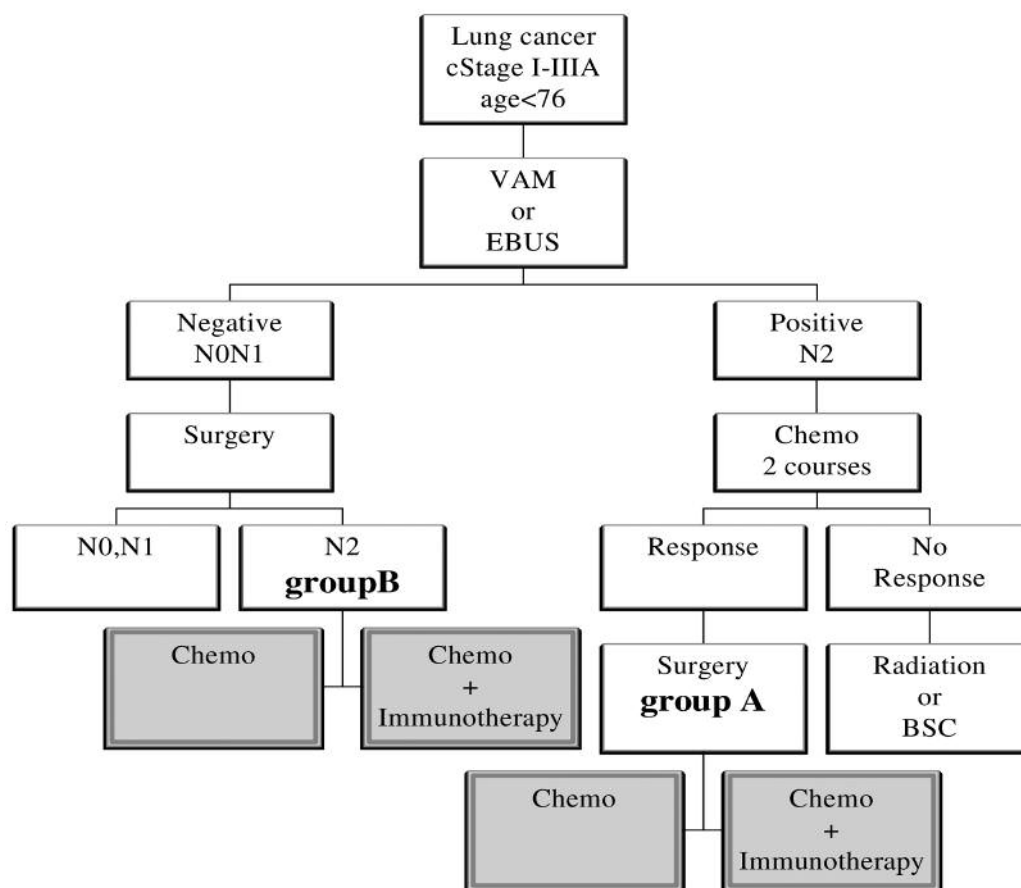 Lung cancer
cStage I-IIIA
age<76
VAM
or
EBUS
Negative
N0N1
Positive
N2
Surgery
Chemo
2 courses
N0,N1
N2
groupB
Response
No
Response
Chemo
Chemo
+
Immunotherapy
Surgery
group A
Radiation
or
BSC
Chemo
Chemo
+
Immunotherapy